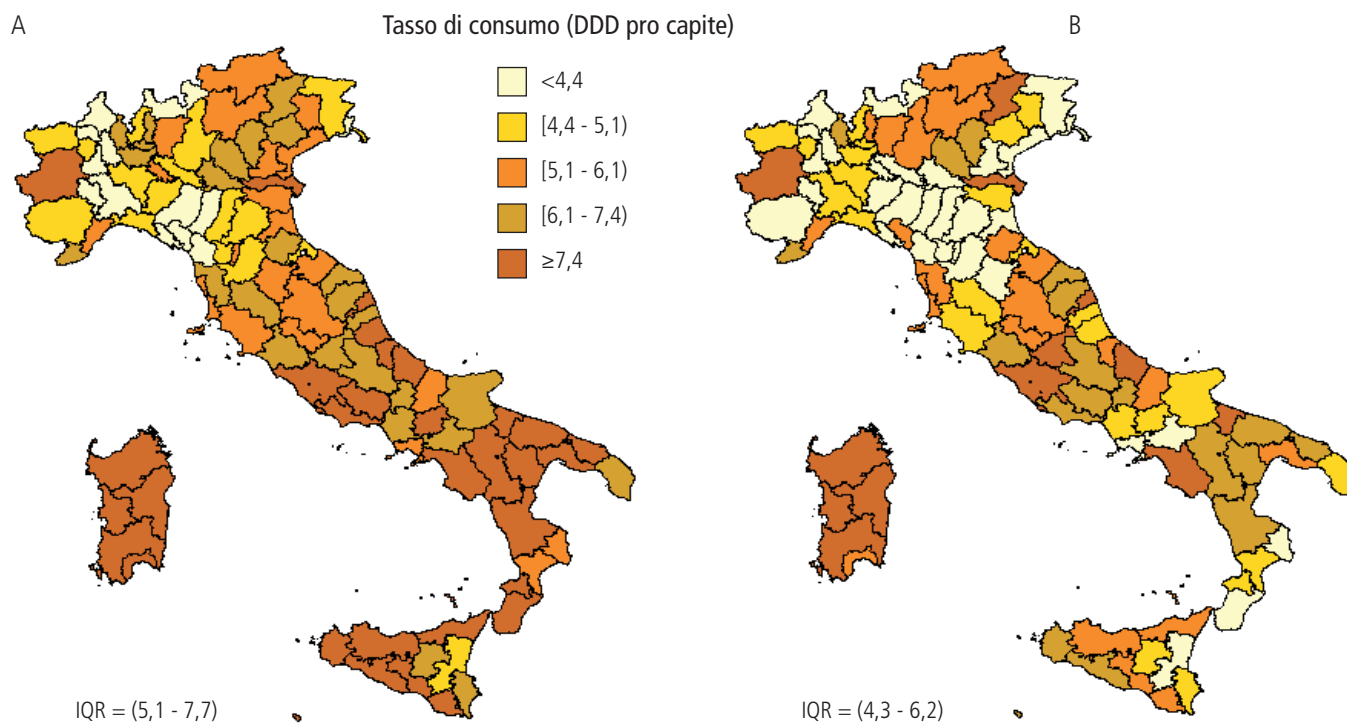 A
Tasso di consumo (DDD pro capite)
B
<4,4
[4,4 - 5,1)
[5,1 - 6,1)
[6,1 - 7,4)
≥7,4
IQR = (5,1 - 7,7)
IQR = (4,3 - 6,2)